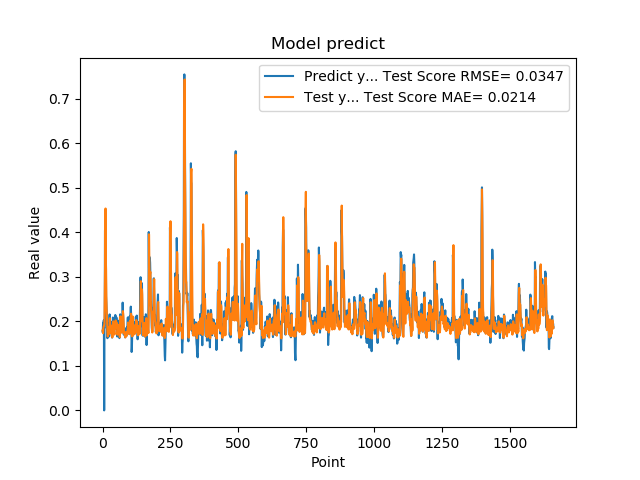 Model predict
Predict y... Test Score RMSE= 0.0347
Test y... Test Score MAE= 0.0214
0.7
0.6
0.5
0.4
0.3
0.2
0.1
0.0
Real value
0 250 500 750 1000 1250 1500
Point